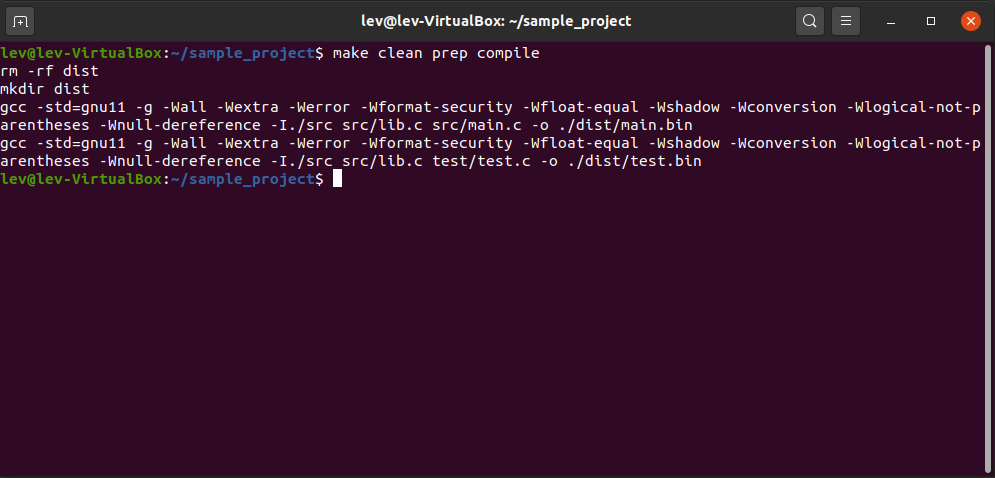 lev@lev-VirtualBox: ~/sample_project
lev@lev-VirtualBox:~/sample_project$ make clean prep compile
rm -rf dist
mkdir dist
gcc -std=gnu11 -g -Wall -Wextra -Werror -Wformat-security -Wfloat-equal -Wshadow -Wconversion -Wlogical-not-p
arentheses -Wnull-dereference -I./src src/lib.c src/main.c -o ./dist/main.bin
gcc -std=gnu11 -g -Wall -Wextra -Werror -Wformat-security -Wfloat-equal -Wshadow -Wconversion -Wlogical-not-p
arentheses -Wnull-dereference -I./src src/lib.c test/test.c -o ./dist/test.bin
lev@lev-VirtualBox:~/sample_project$